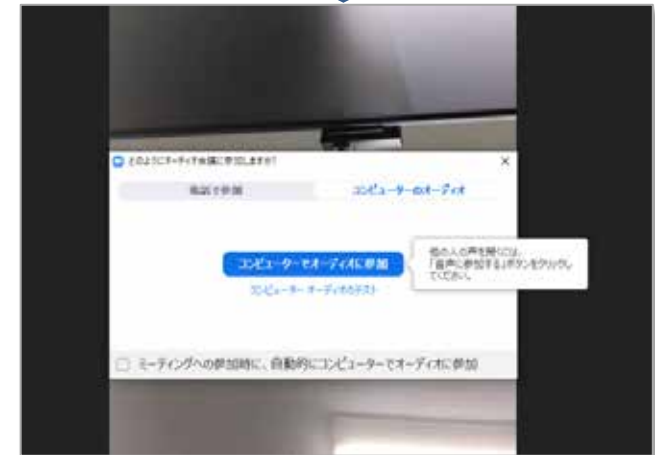 どのようにオーディオ会議に参加しますか?
電話で参加
コンピューターのオーディオ
コンピューターでオーディオに参加
他の人の声を聞くには、
「音声に参加する」ボタンをクリックし
てください。
コンピューター オーディオのテスト
ミーティングへの参加時に、自動的にコンピューターでオーディオに参加